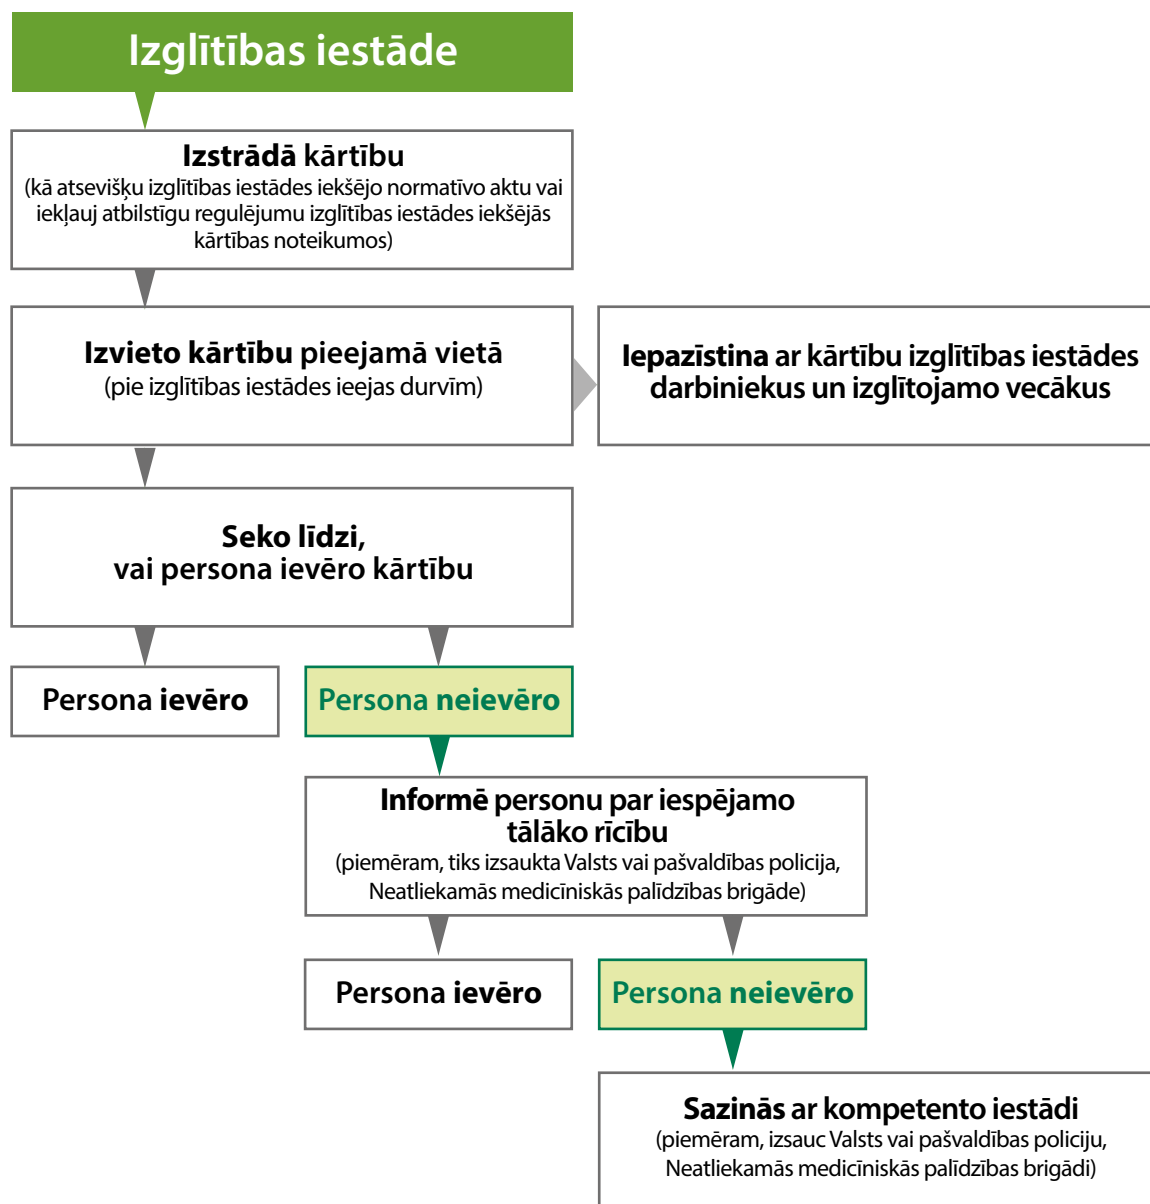 Izglītības iestāde
Izstrādā kārtību
(kā atsevišķu izglītības iestādes iekšējo normatīvo aktu vai
iekļauj atbilstīgu regulējumu izglītības iestādes iekšējās
kārtības noteikumos)
Izvieto kārtību pieejamā vietā
(pie izglītības iestādes ieejas durvīm)
Iepazīstina ar kārtību izglītības iestādes
darbiniekus un izglītojamo vecākus
Seko līdzi,
vai persona ievēro kārtību
Persona ievēro
Persona neievēro
Informē personu par iespējamo
tālāko rīcību
(piemēram, tiks izsaukta Valsts vai pašvaldības policija,
Neatliekamās medicīniskās palīdzības brigāde)
Persona ievēro
Persona neievēro
Sazinās ar kompetento iestādi
(piemēram, izsauc Valsts vai pašvaldības policiju,
Neatliekamās medicīniskās palīdzības brigādi)